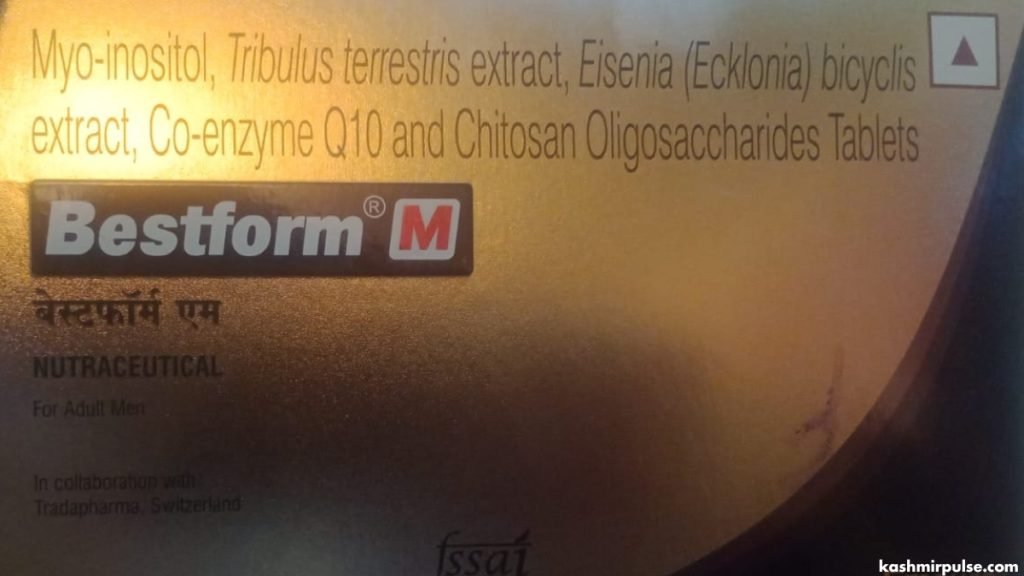 Myo-inositol, Tribulus terrestris extract, Eisenia (Ecklonia) bicyclis
extract, Co-enzyme Q10 and Chitosan Oligosaccharides Tablets
Bestform® M
बेस्टफॉर्म एम
NUTRACEUTICAL
For Adult Men
In collaboration with
Tradapharma, Switzerland
fssai
kashmirpulse.com